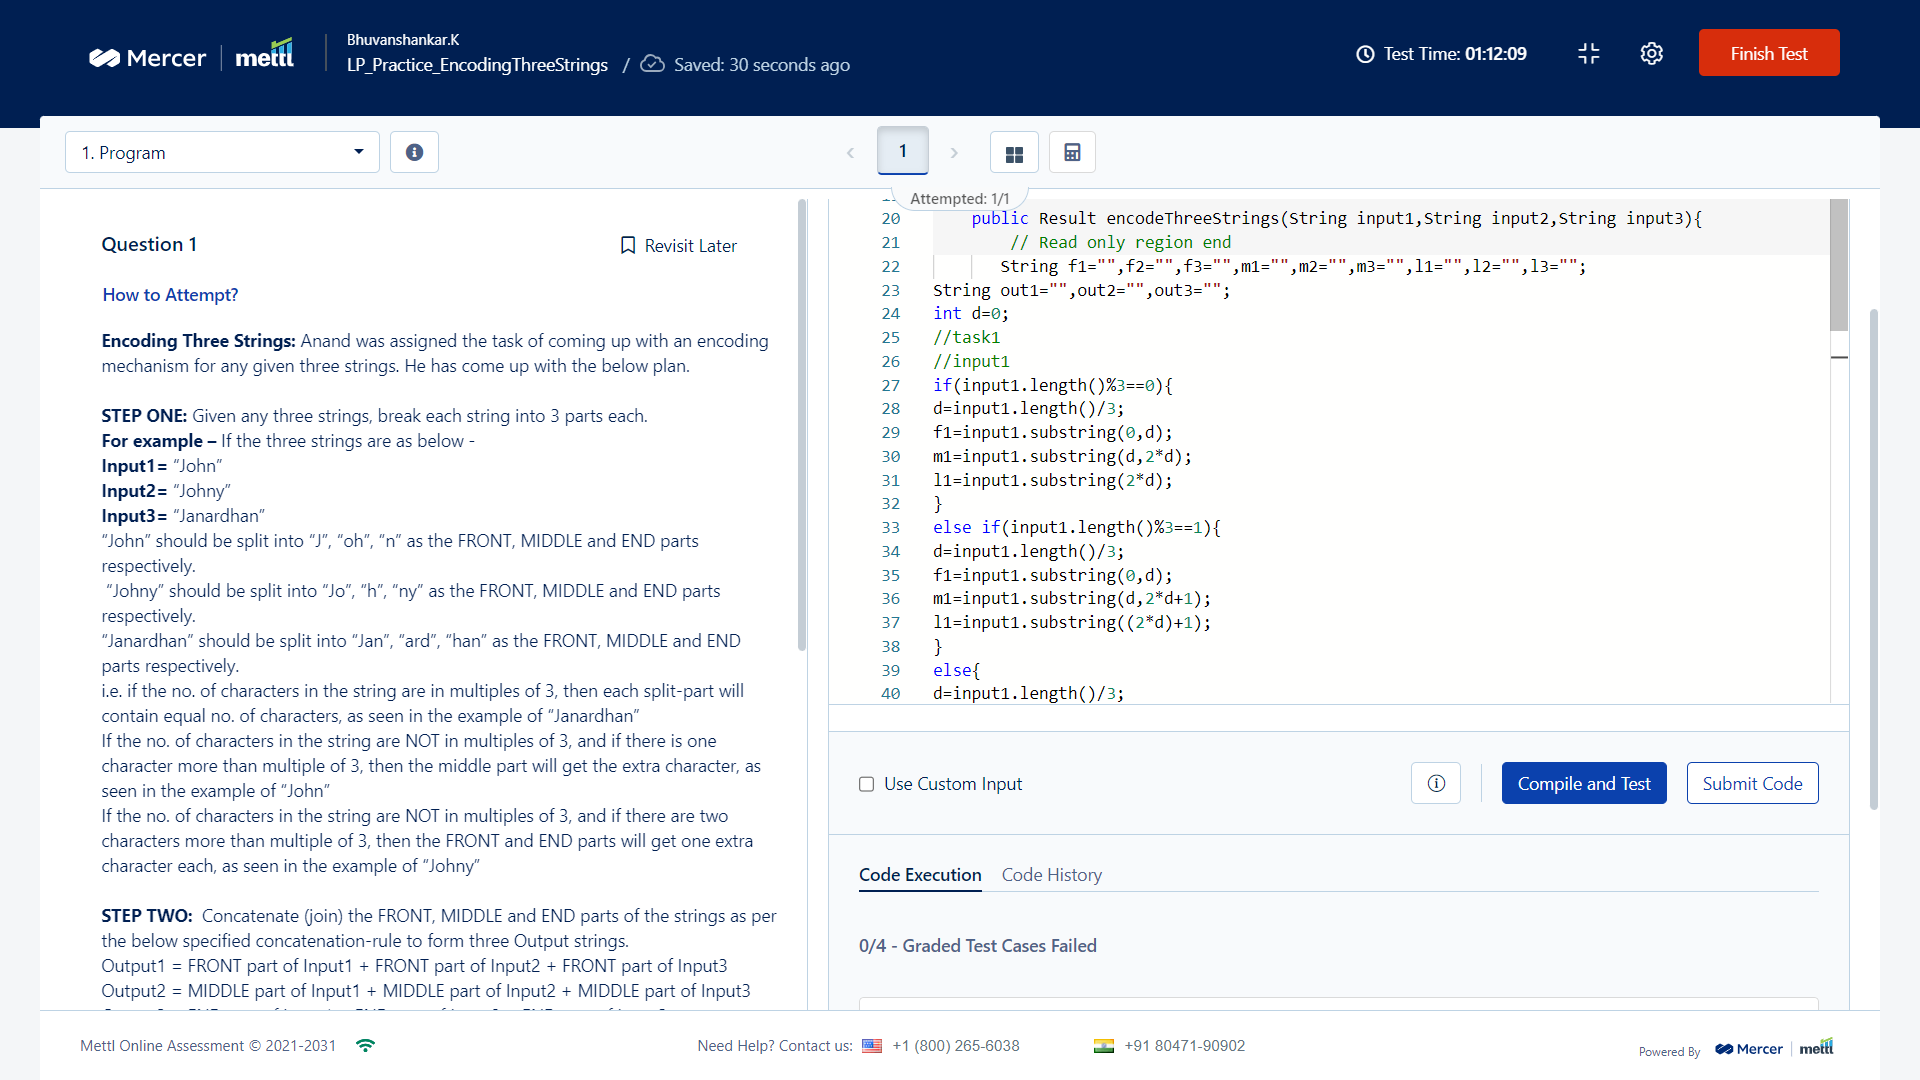 Mercer mettl
Bhuvanshankar.K
LP_Practice_EncodingThreeStrings / Saved: 30 seconds ago
Test Time: 01:12:09
Finish Test
1. Program
1
Attempted: 1/1
Question 1
Revisit Later
How to Attempt?
Encoding Three Strings: Anand was assigned the task of coming up with an encoding
mechanism for any given three strings. He has come up with the below plan.
STEP ONE: Given any three strings, break each string into 3 parts each.
For example – If the three strings are as below -
Input1= “John”
Input2= “Johny”
Input3= “Janardhan”
“John” should be split into “J”, “oh”, “n” as the FRONT, MIDDLE and END parts
respectively.
“Johny” should be split into “Jo”, “h”, “ny” as the FRONT, MIDDLE and END parts
respectively.
“Janardhan” should be split into “Jan”, “ard”, “han” as the FRONT, MIDDLE and END
parts respectively.
i.e. if the no. of characters in the string are in multiples of 3, then each split-part will
contain equal no. of characters, as seen in the example of “Janardhan”
If the no. of characters in the string are NOT in multiples of 3, and if there is one
character more than multiple of 3, then the middle part will get the extra character, as
seen in the example of “John”
If the no. of characters in the string are NOT in multiples of 3, and if there are two
characters more than multiple of 3, then the FRONT and END parts will get one extra
character each, as seen in the example of “Johny”
STEP TWO: Concatenate (join) the FRONT, MIDDLE and END parts of the strings as per
the below specified concatenation-rule to form three Output strings.
Output1 = FRONT part of Input1 + FRONT part of Input2 + FRONT part of Input3
Output2 = MIDDLE part of Input1 + MIDDLE part of Input2 + MIDDLE part of Input3
20 public Result encodeThreeStrings(String input1,String input2,String input3){
21 // Read only region end
22 String f1="",f2="",f3="",m1="",m2="",m3="",l1="",l2="",l3="";
23 String out1="",out2="",out3="";
24 int d=0;
25 //task1
26 //input1
27 if(input1.length()%3==0){
28 d=input1.length()/3;
29 f1=input1.substring(0,d);
30 m1=input1.substring(d,2*d);
31 l1=input1.substring(2*d);
32 }
33 else if(input1.length()%3==1){
34 d=input1.length()/3;
35 f1=input1.substring(0,d);
36 m1=input1.substring(d,2*d+1);
37 l1=input1.substring((2*d)+1);
38 }
39 else{
40 d=input1.length()/3;
Use Custom Input
Compile and Test
Submit Code
Code Execution Code History
0/4 - Graded Test Cases Failed
Mettl Online Assessment © 2021-2031
Need Help? Contact us: +1 (800) 265-6038
+91 80471-90902
Powered By Mercer mettl